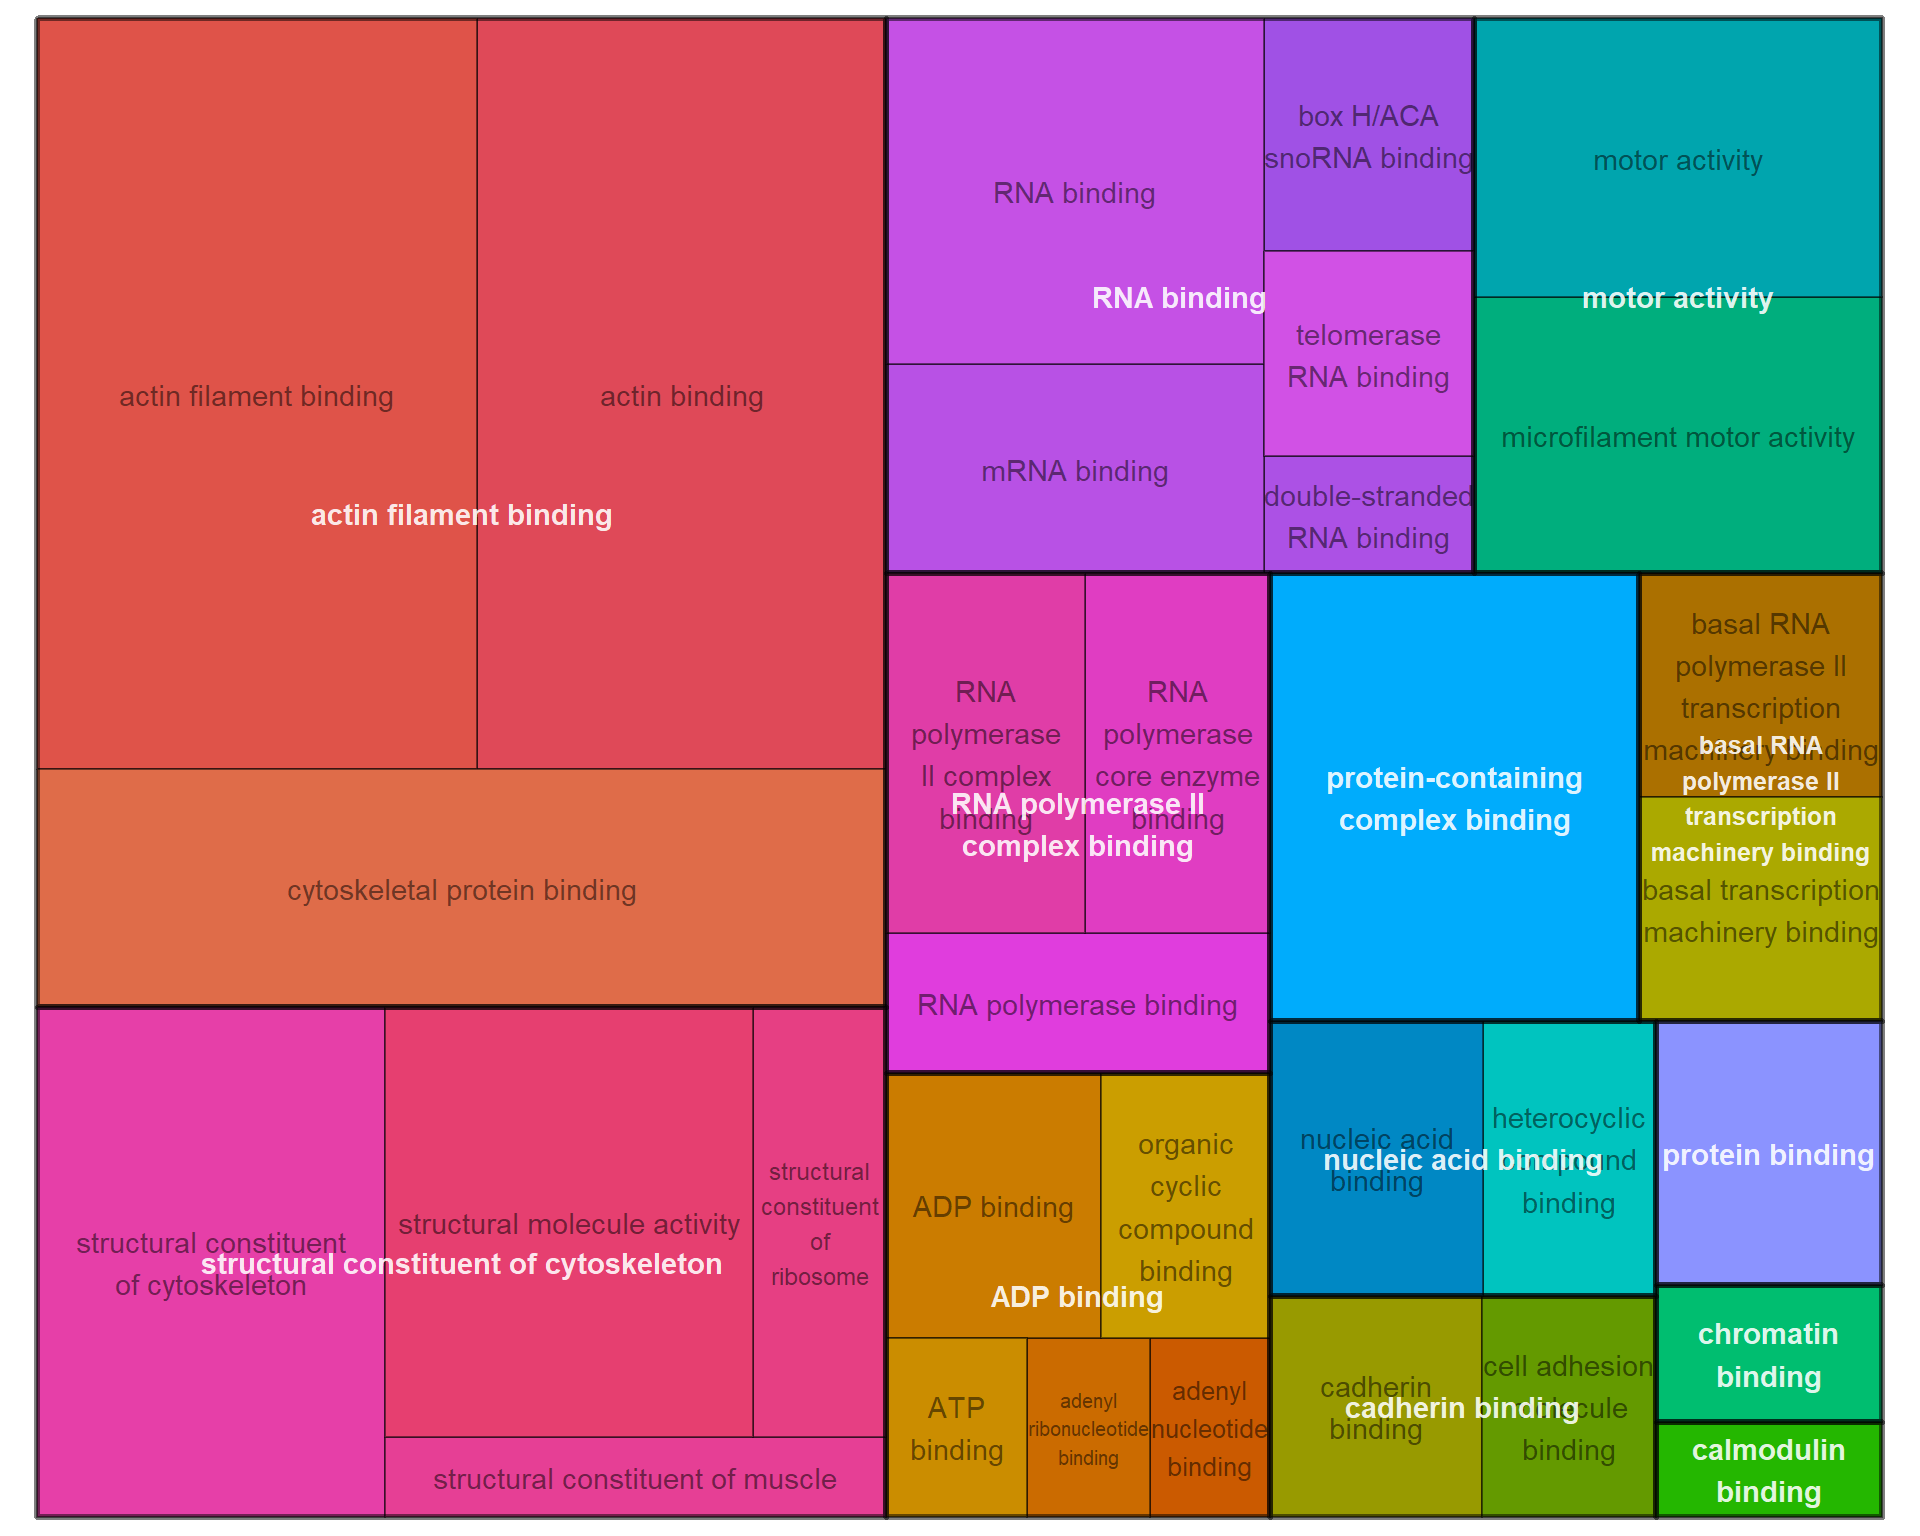 actin filament binding
actin binding
actin filament binding
cytoskeletal protein binding
structural constituent
of cytoskeleton
structural molecule activity
structural
constituent
of
ribosome
structural constituent of cytoskeleton
structural constituent of muscle
RNA binding
box H/ACA
snoRNA binding
RNA binding
telomerase
RNA binding
mRNA binding
double-stranded
RNA binding
motor activity
motor activity
microfilament motor activity
RNA
polymerase
II complex
binding
RNA
polymerase
core enzyme
binding
RNA polymerase II
complex binding
RNA polymerase binding
protein-containing
complex binding
basal RNA
polymerase II
transcription
machinery binding
basal RNA
polymerase II
transcription
machinery binding
basal transcription
machinery binding
ADP binding
organic
cyclic
compound
binding
ADP binding
ATP
binding
adenyl
ribonucleotide
binding
adenyl
nucleotide
binding
nucleic acid
binding
heterocyclic
compound
binding
nucleic acid binding
protein binding
cadherin
binding
cell adhesion
molecule
binding
cadherin binding
chromatin
binding
calmodulin
binding